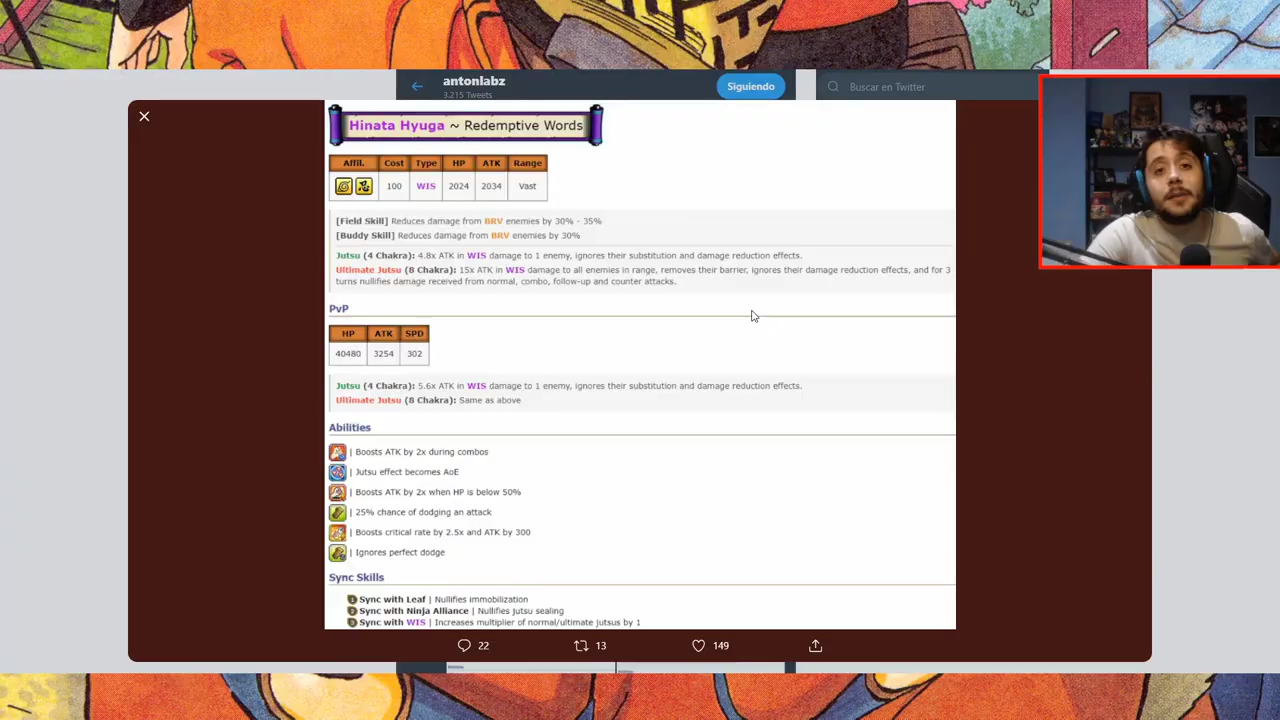 antonlabz
3.215 Tweets
Siguiendo
Buscar en Twitter
Hinata Hyuga ~ Redemptive Words
Affil. Cost Type HP ATK Range
100 WIS 2024 2034 Vast
[Field Skill] Reduces damage from BRV enemies by 30% - 35%
[Buddy Skill] Reduces damage from BRV enemies by 30%
Jutsu (4 Chakra): 4.8x ATK in WIS damage to 1 enemy, ignores their substitution and damage reduction effects.
Ultimate Jutsu (8 Chakra): 15x ATK in WIS damage to all enemies in range, removes their barrier, ignores their damage reduction effects, and for 3
turns nullifies damage received from normal, combo, follow-up and counter attacks.
PvP
HP ATK SPD
40480 3254 302
Jutsu (4 Chakra): 5.6x ATK in WIS damage to 1 enemy, ignores their substitution and damage reduction effects.
Ultimate Jutsu (8 Chakra): Same as above
Abilities
| Boosts ATK by 2x during combos
| Jutsu effect becomes AoE
| Boosts ATK by 2x when HP is below 50%
| 25% chance of dodging an attack
| Boosts critical rate by 2.5x and ATK by 300
| Ignores perfect dodge
Sync Skills
1 Sync with Leaf | Nullifies immobilization
2 Sync with Ninja Alliance | Nullifies jutsu sealing
3 Sync with WIS | Increases multiplier of normal/ultimate jutsus by 1
22 13 149